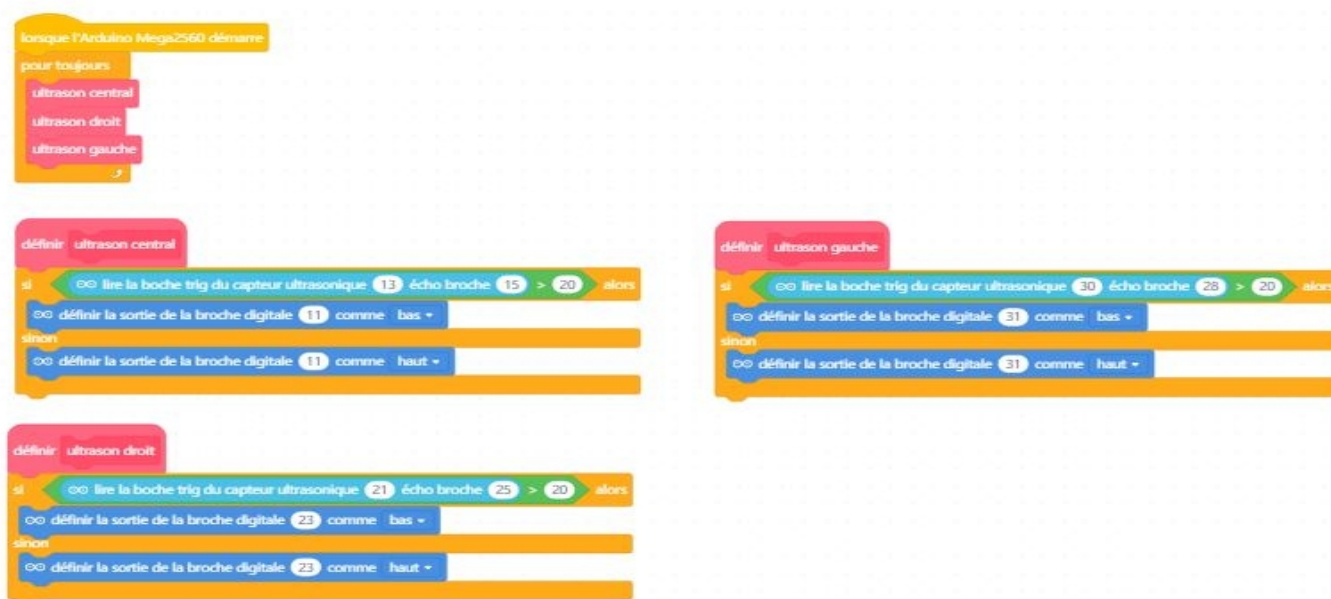 lorsque l'Arduino Mega2560 démarre
pour toujours
ultrason central
ultrason droit
ultrason gauche
définir ultrason central
si lire la boche trig du capteur ultrasonique 13 écho broche 15 > 20 alors
définir la sortie de la broche digitale 11 comme bas
sinon
définir la sortie de la broche digitale 11 comme haut
définir ultrason gauche
si lire la boche trig du capteur ultrasonique 30 écho broche 28 > 20 alors
définir la sortie de la broche digitale 31 comme bas
sinon
définir la sortie de la broche digitale 31 comme haut
définir ultrason droit
si lire la boche trig du capteur ultrasonique 21 écho broche 25 > 20 alors
définir la sortie de la broche digitale 23 comme bas
sinon
définir la sortie de la broche digitale 23 comme haut